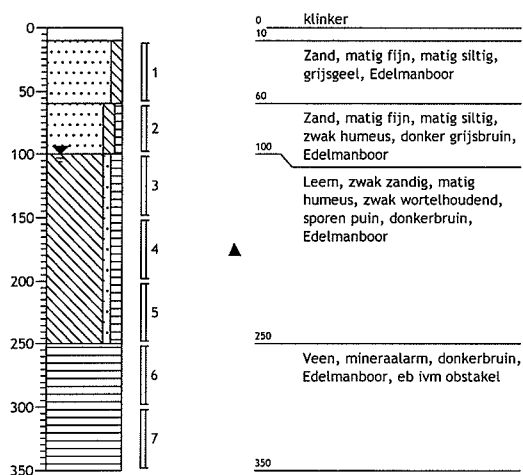 0
50
100
150
200
250
300
350
1
2
3
4
5
6
7
0 klinker
10
Zand, matig fijn, matig siltig,
grijsgeel, Edelmanboor
60
Zand, matig fijn, matig siltig,
zwak humeus, donker grijsbruin,
Edelmanboor
100
Leem, zwak zandig, matig
humeus, zwak wortelhoudend,
sporen puin, donkerbruin,
Edelmanboor
250
Veen, mineraalarm, donkerbruin,
Edelmanboor, eb ivm obstakel
350